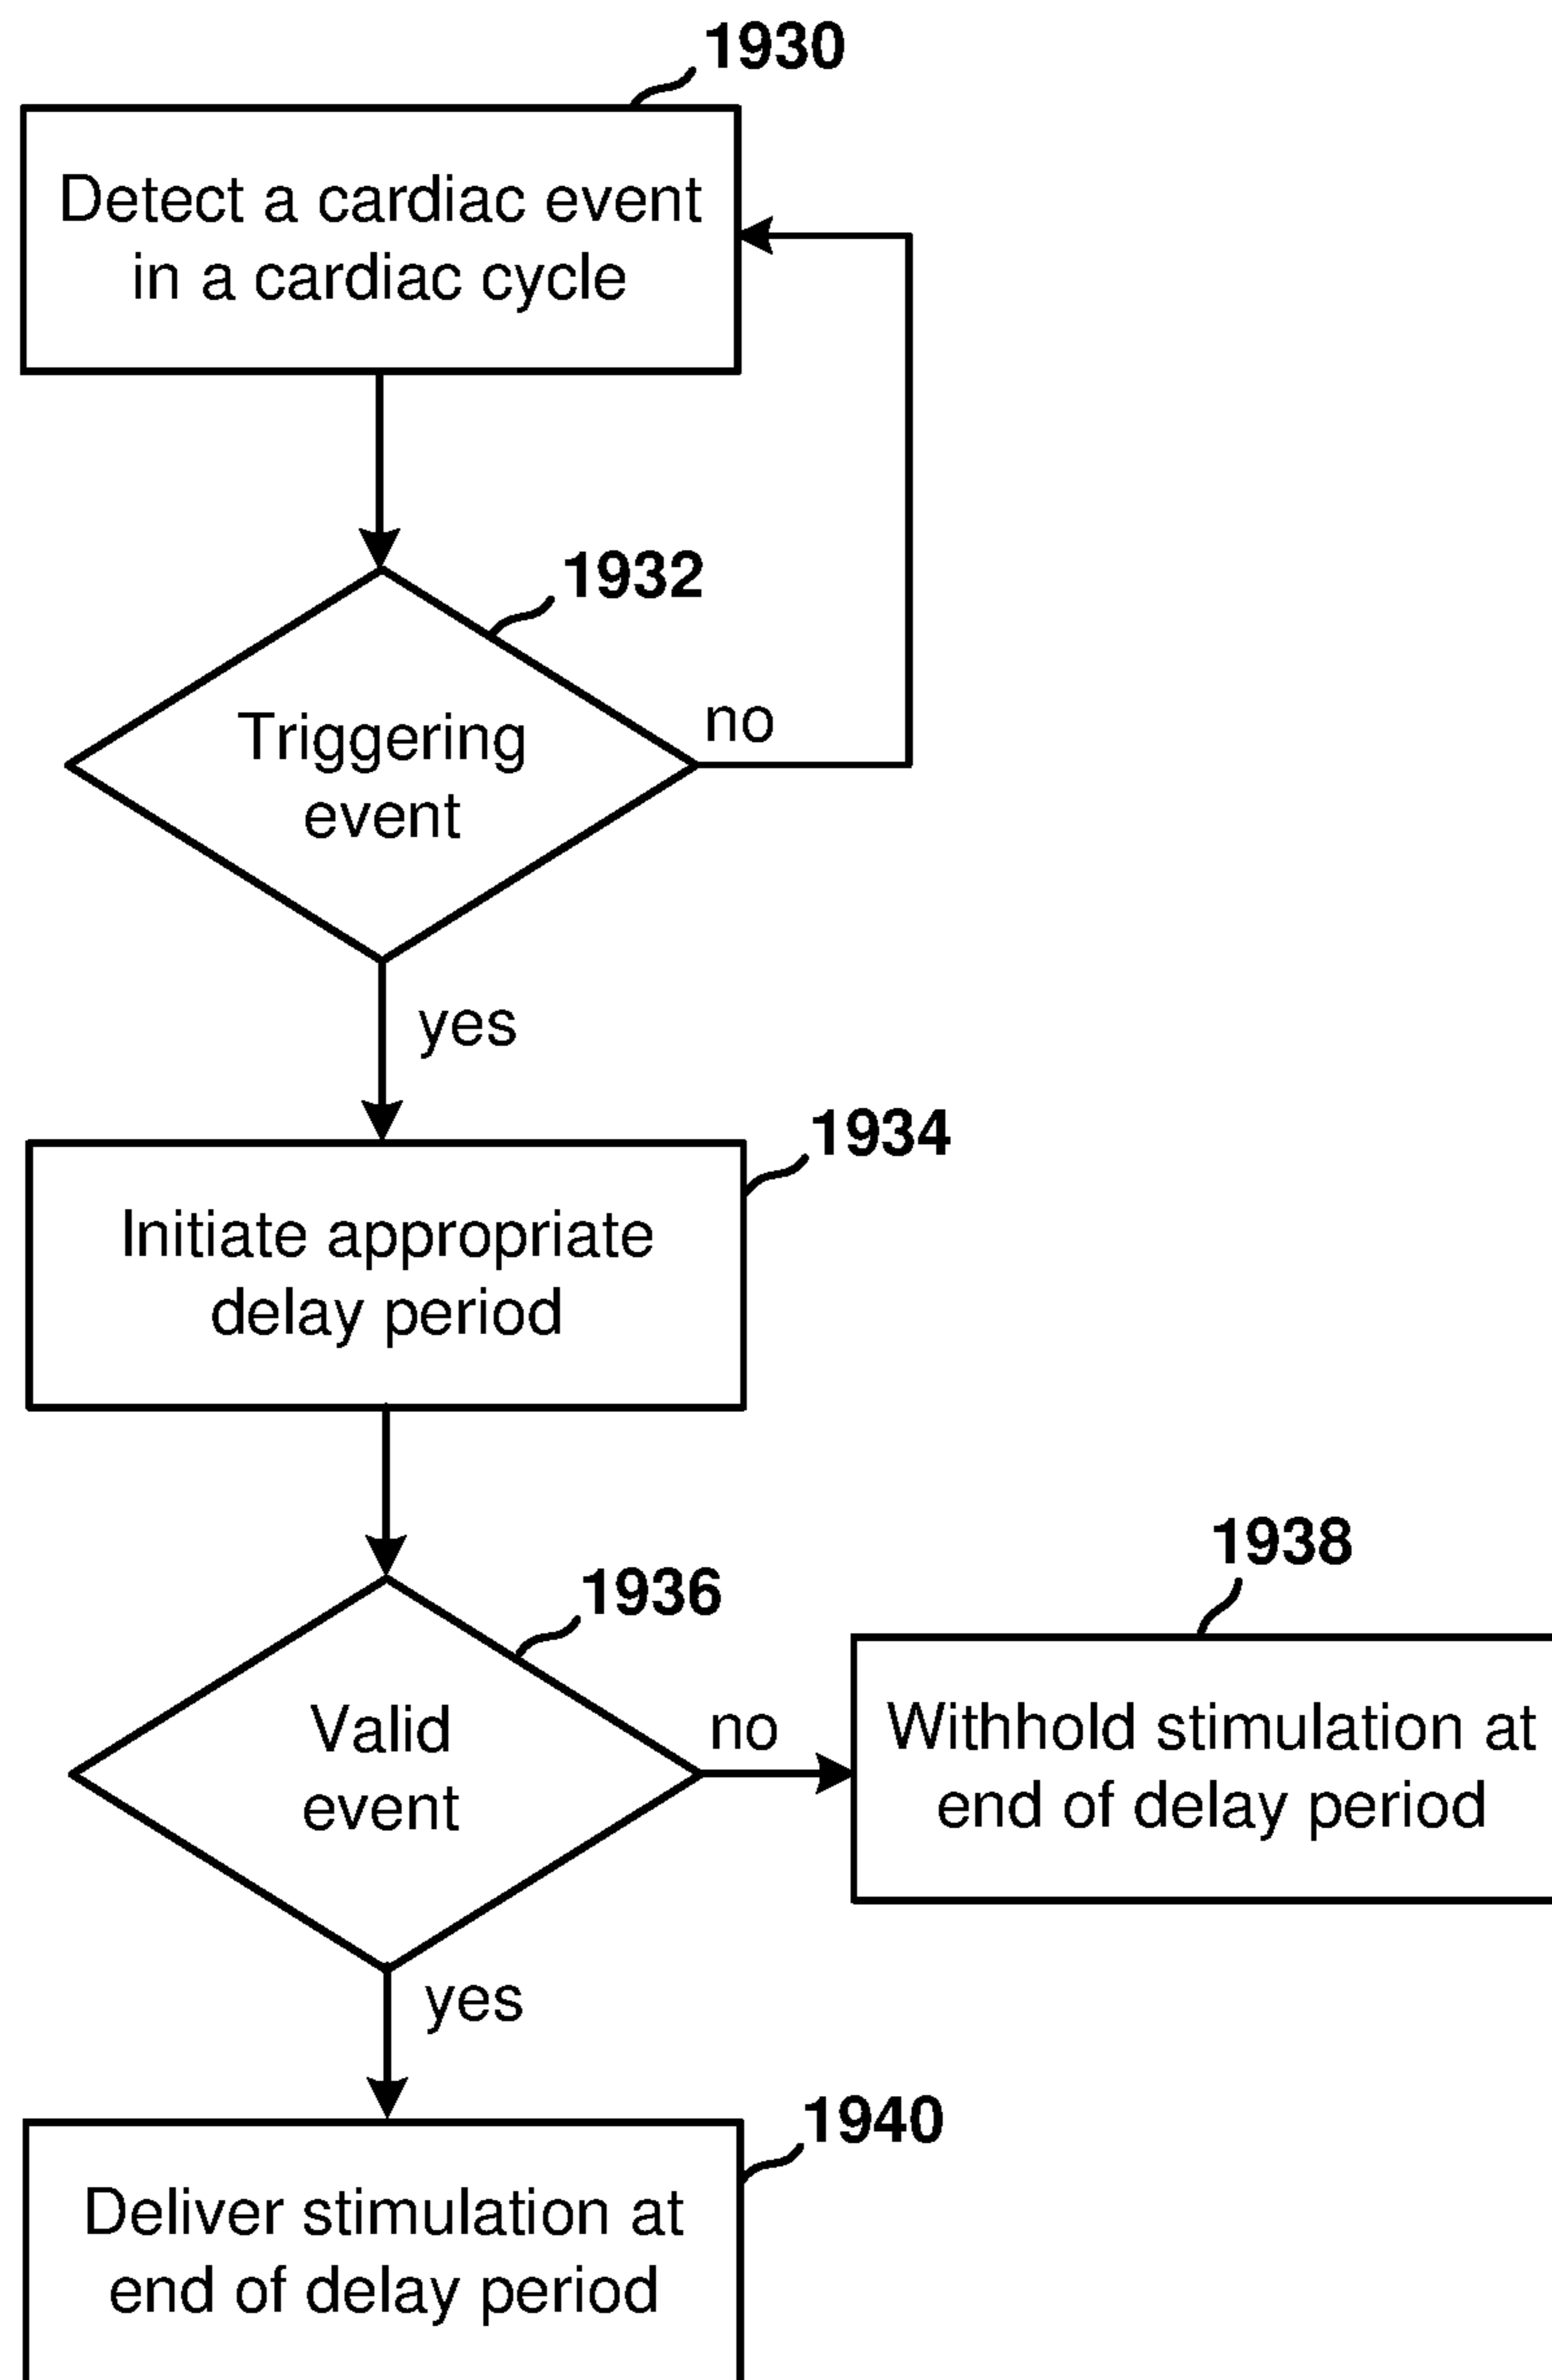 1930
Detect a cardiac event
in a cardiac cycle
1932
Triggering
event
no
yes
1934
Initiate appropriate
delay period
1936
Valid
event
no
1938
Withhold stimulation at
end of delay period
yes
1940
Deliver stimulation at
end of delay period